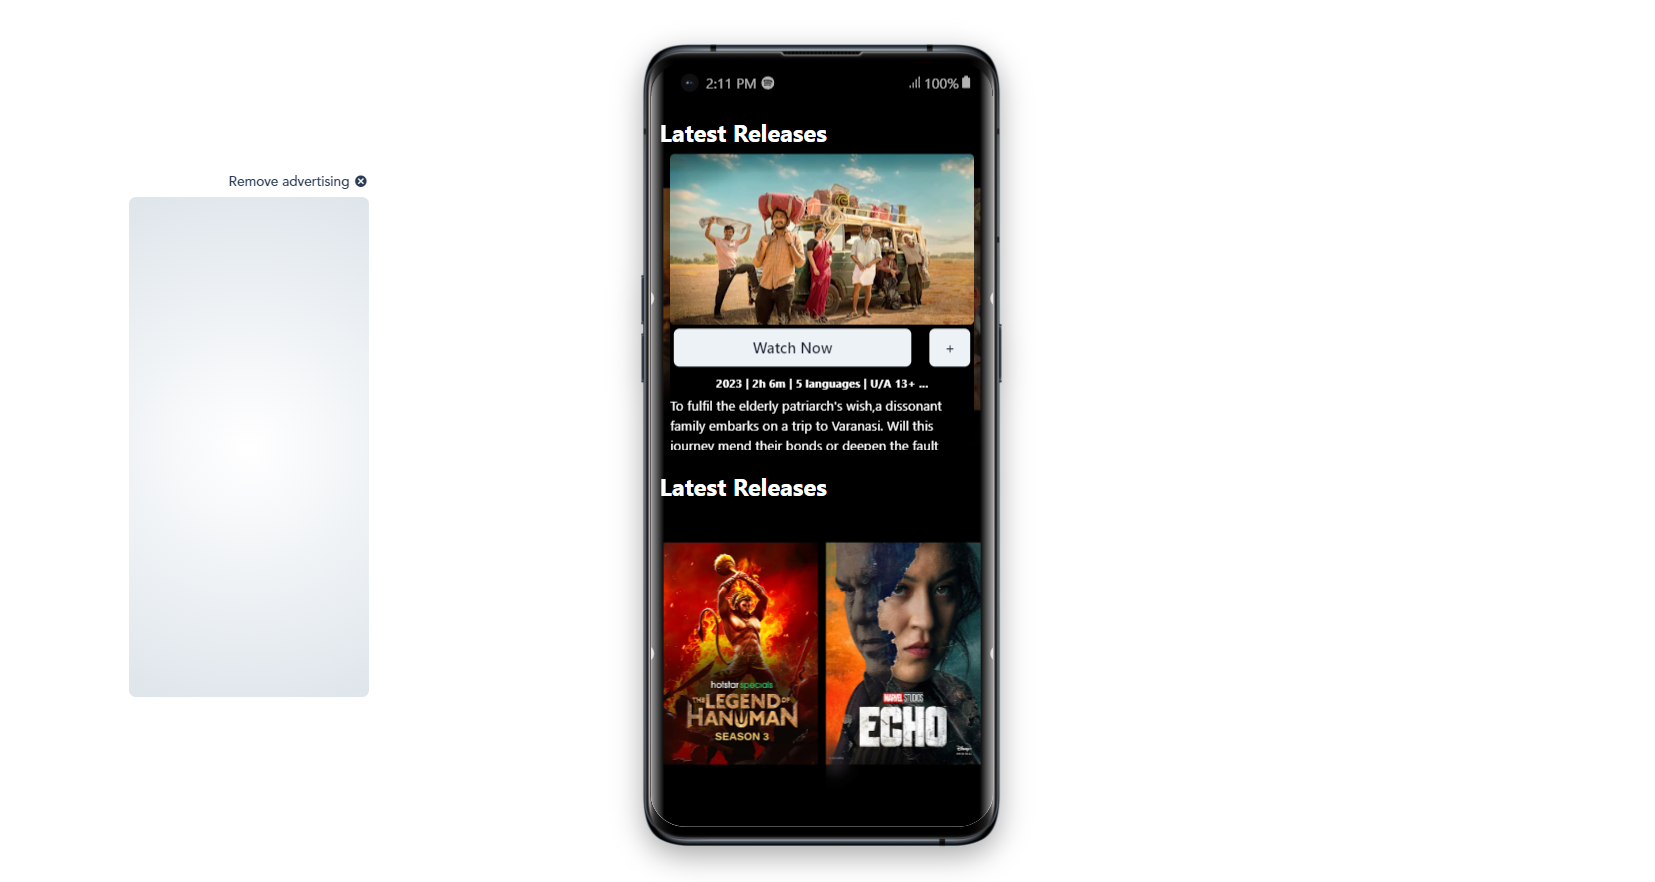 Remove advertising
2:11 PM
100%
Latest Releases
Watch Now
+
2023 | 2h 6m | 5 languages | U/A 13+ ...
To fulfil the elderly patriarch's wish,a dissonant
family embarks on a trip to Varanasi. Will this
journey mend their bonds or deepen the fault
Latest Releases
hotstar specials
THE LEGEND OF
HANUMAN
SEASON 3
MARVEL STUDIOS
ECHO
Disney+